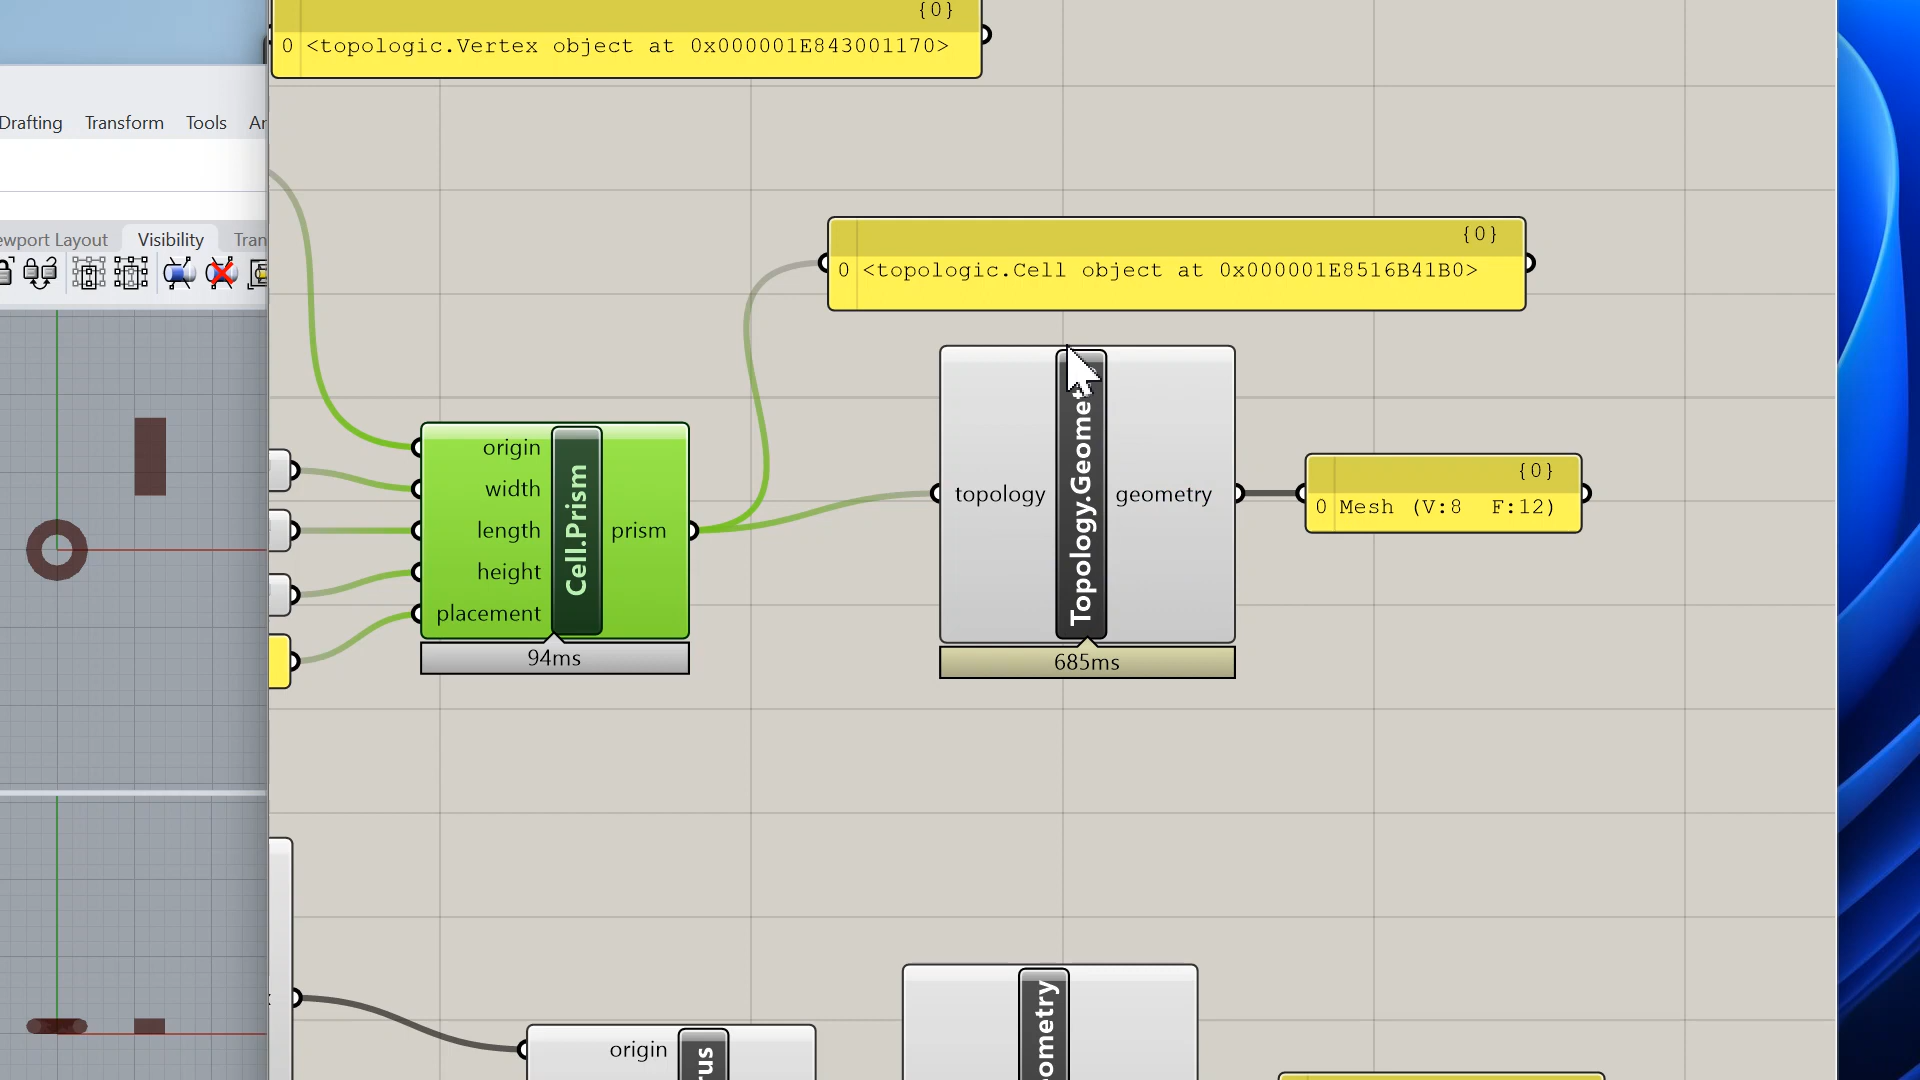 {0}
0 <topologic.Vertex object at 0x000001E843001170>
Drafting Transform Tools
Visibility
{0}
0 <topologic.Cell object at 0x000001E8516B41B0>
origin
width
length
height
placement
Cell.Prism
prism
94ms
topology
Topology.Geomet
geometry
685ms
{0}
0 Mesh (V:8 F:12)
origin
rus
ometry
ewport Layout
Tran
Ar